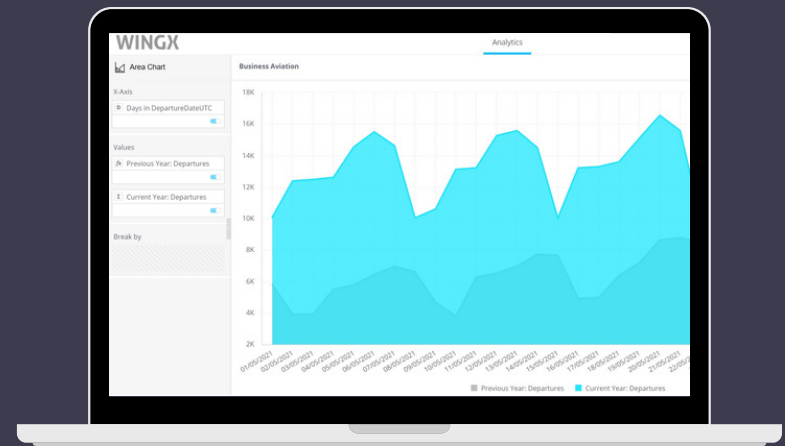 WINGX
Analytics
Area Chart
Business Aviation
X-Axis
Days in DepartureDateUTC
Values
fx Previous Year: Departures
Σ Current Year: Departures
Break by
18K
16K
14K
12K
10K
8K
6K
4K
2K
01/05/2021
02/05/2021
03/05/2021
04/05/2021
05/05/2021
06/05/2021
07/05/2021
08/05/2021
09/05/2021
10/05/2021
11/05/2021
12/05/2021
13/05/2021
14/05/2021
15/05/2021
16/05/2021
17/05/2021
18/05/2021
19/05/2021
20/05/2021
21/05/2021
22/05/2
Previous Year: Departures
Current Year: Departures